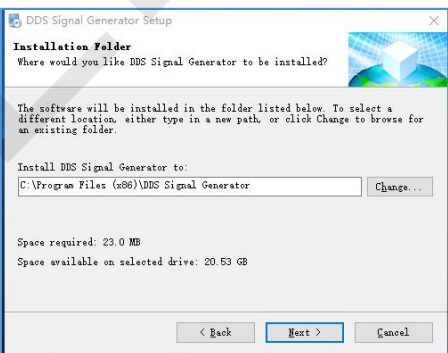 DDS Signal Generator Setup
Installation Folder
Where would you like DDS Signal Generator to be installed?
The software will be installed in the folder listed below. To select a
different location, either type in a new path, or click Change to browse for
an existing folder.
Install DDS Signal Generator to:
C:\Program Files (x86)\DDS Signal Generator
Change...
Space required: 23.0 MB
Space available on selected drive: 20.53 GB
< Back Next > Cancel